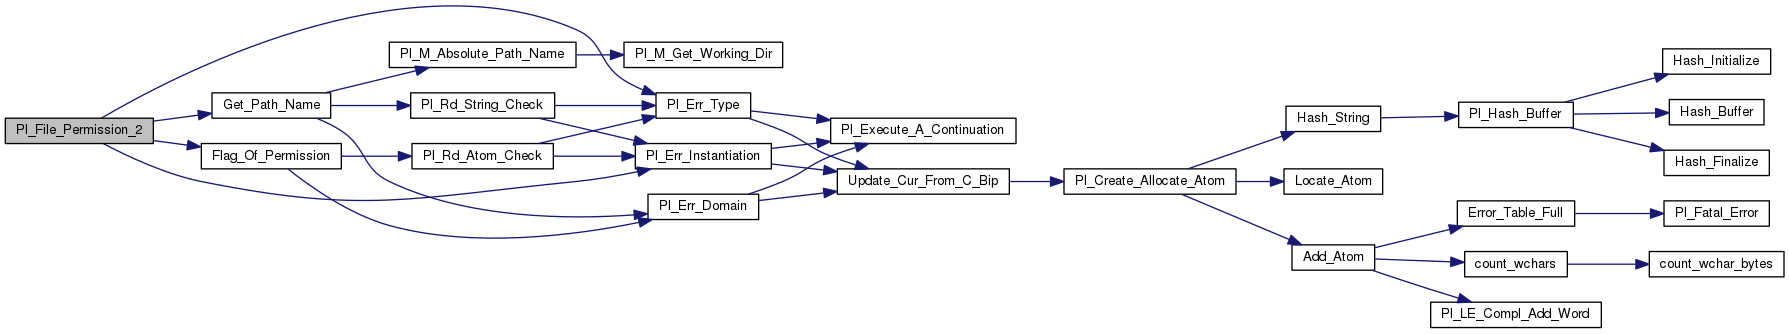 Pl_File_Permission_2
Get_Path_Name
Flag_Of_Permission
Pl_M_Absolute_Path_Name
Pl_Rd_String_Check
Pl_Rd_Atom_Check
Pl_M_Get_Working_Dir
Pl_Err_Type
Pl_Err_Instantiation
Pl_Err_Domain
Pl_Execute_A_Continuation
Update_Cur_From_C_Bip
Pl_Create_Allocate_Atom
Hash_String
Locate_Atom
Add_Atom
Pl_Hash_Buffer
Error_Table_Full
count_wchars
Pl_LE_Compl_Add_Word
Hash_Initialize
Hash_Buffer
Hash_Finalize
Pl_Fatal_Error
count_wchar_bytes